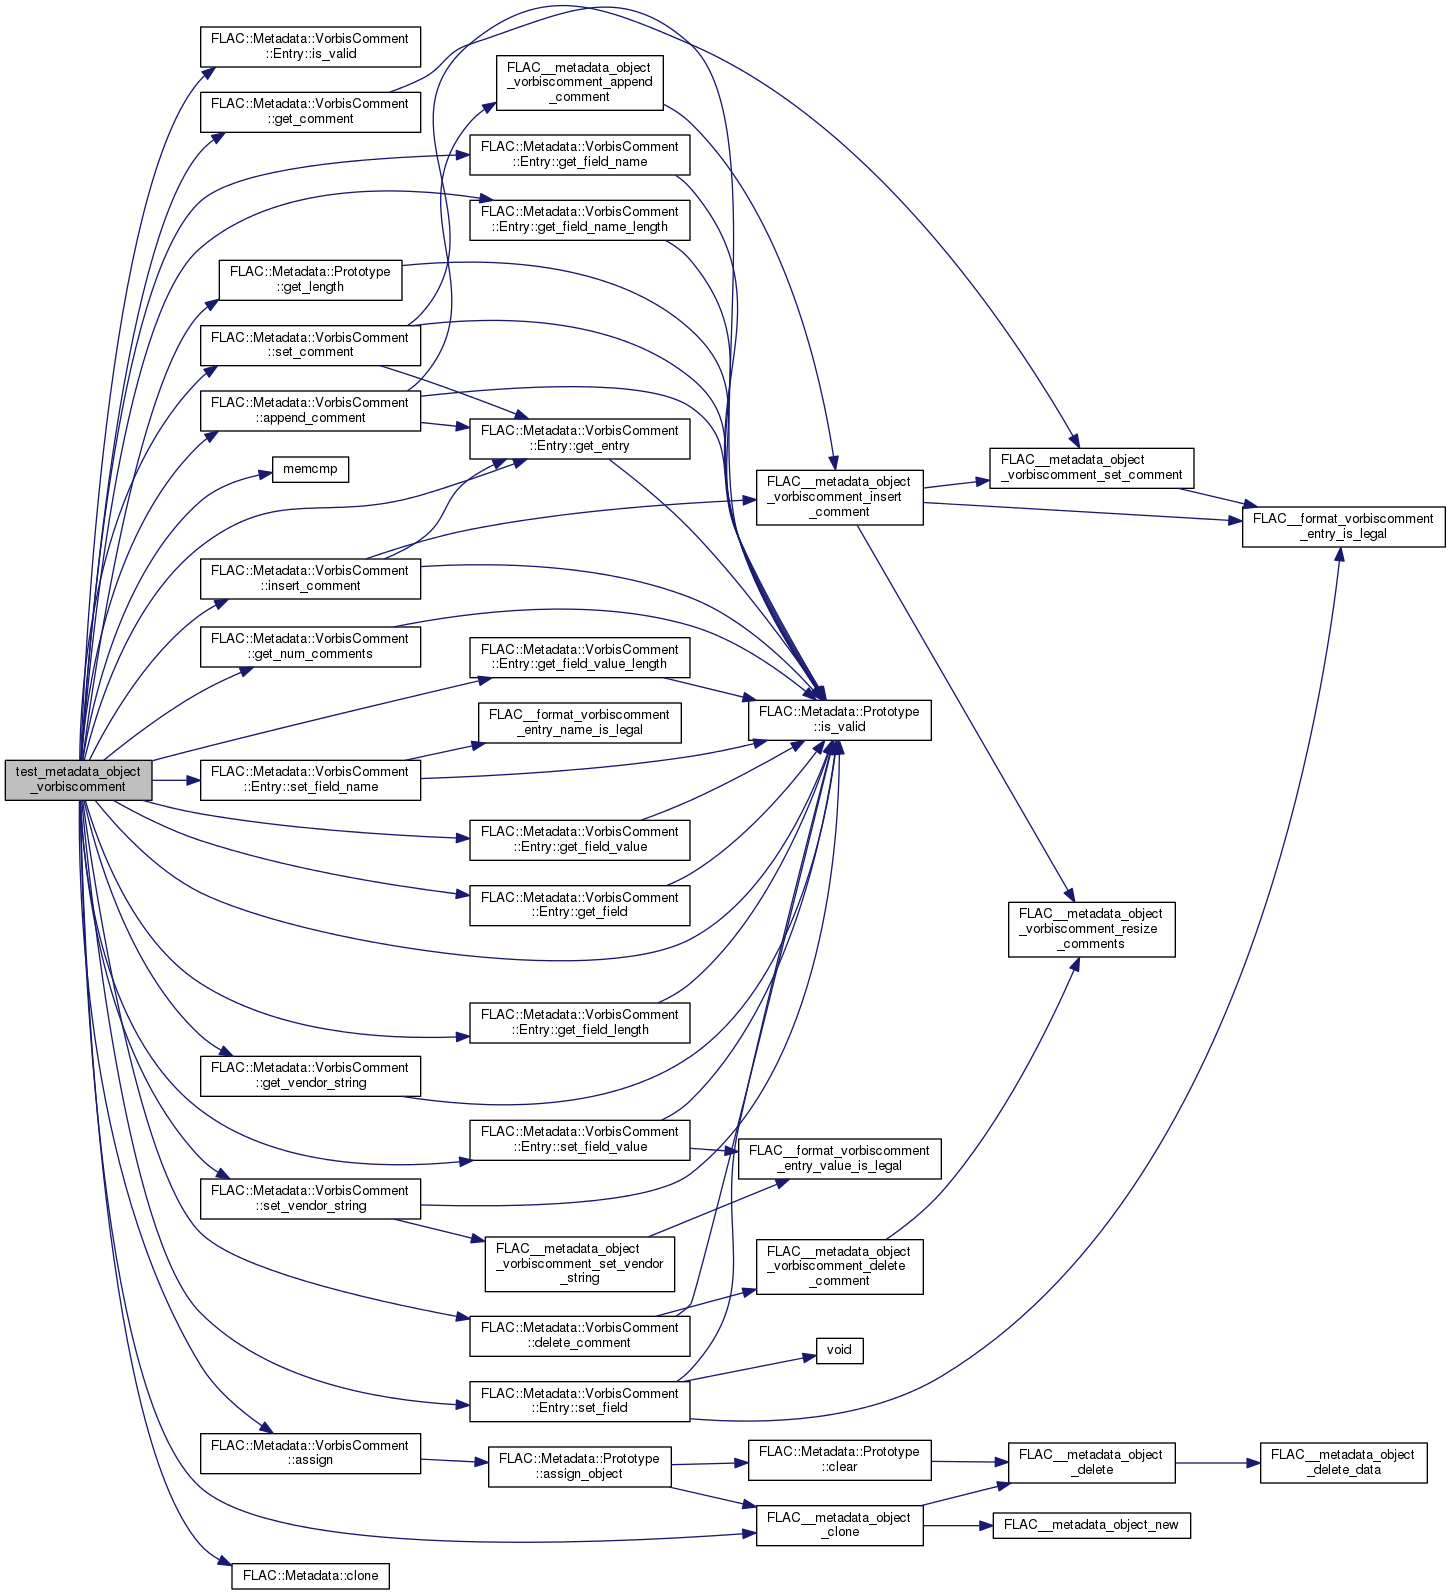 FLAC::Metadata::VorbisComment
::Entry::is_valid
FLAC::Metadata::VorbisComment
::get_comment
FLAC__metadata_object
_vorbiscomment_append
_comment
FLAC::Metadata::VorbisComment
::Entry::get_field_name
FLAC::Metadata::VorbisComment
::Entry::get_field_name_length
FLAC::Metadata::Prototype
::get_length
FLAC::Metadata::VorbisComment
::set_comment
FLAC::Metadata::VorbisComment
::append_comment
FLAC::Metadata::VorbisComment
::Entry::get_entry
memcmp
FLAC__metadata_object
_vorbiscomment_insert
_comment
FLAC__metadata_object
_vorbiscomment_set_comment
FLAC__format_vorbiscomment
_entry_is_legal
FLAC::Metadata::VorbisComment
::insert_comment
FLAC::Metadata::VorbisComment
::get_num_comments
FLAC::Metadata::VorbisComment
::Entry::get_field_value_length
FLAC__format_vorbiscomment
_entry_name_is_legal
FLAC::Metadata::Prototype
::is_valid
test_metadata_object
_vorbiscomment
FLAC::Metadata::VorbisComment
::Entry::set_field_name
FLAC::Metadata::VorbisComment
::Entry::get_field_value
FLAC::Metadata::VorbisComment
::Entry::get_field
FLAC__metadata_object
_vorbiscomment_resize
_comments
FLAC::Metadata::VorbisComment
::Entry::get_field_length
FLAC::Metadata::VorbisComment
::get_vendor_string
FLAC::Metadata::VorbisComment
::Entry::set_field_value
FLAC__format_vorbiscomment
_entry_value_is_legal
FLAC::Metadata::VorbisComment
::set_vendor_string
FLAC__metadata_object
_vorbiscomment_set_vendor
_string
FLAC__metadata_object
_vorbiscomment_delete
_comment
FLAC::Metadata::VorbisComment
::delete_comment
void
FLAC::Metadata::VorbisComment
::Entry::set_field
FLAC::Metadata::VorbisComment
::assign
FLAC::Metadata::Prototype
::assign_object
FLAC::Metadata::Prototype
::clear
FLAC__metadata_object
_delete
FLAC__metadata_object
_delete_data
FLAC__metadata_object
_clone
FLAC__metadata_object_new
FLAC::Metadata::clone